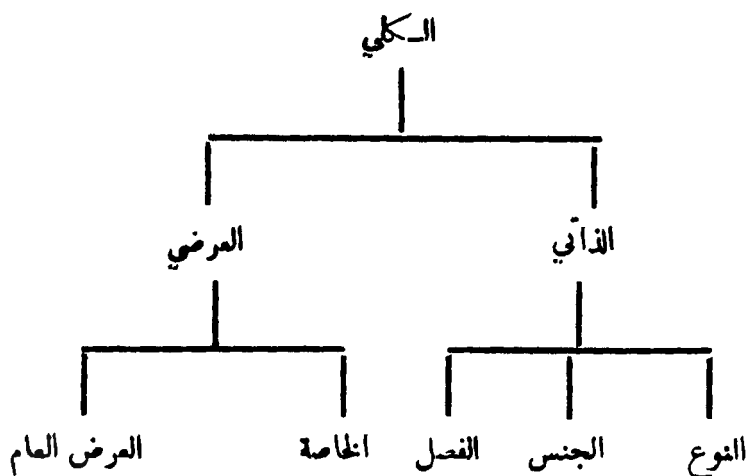 الكلي
الذاتي
العرضي
النوع
الجنس
الفصل
الخاصة
العرض العام